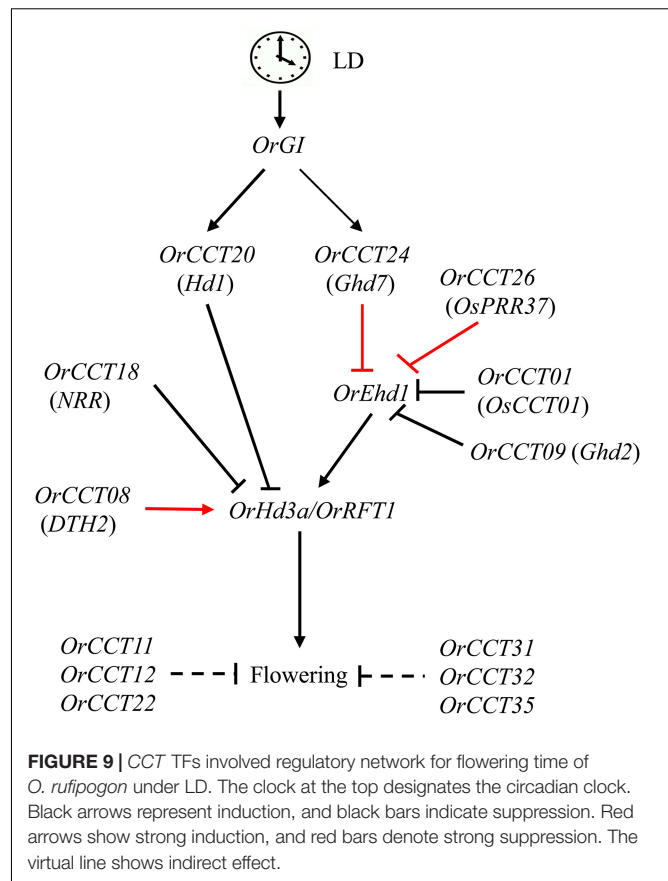 LD
OrGI
OrCCT20
(Hd1)
OrCCT24
(Ghd7)
OrCCT26
(OsPRR37)
OrCCT18
(NRR)
OrEhd1
OrCCT01
(OsCCT01)
OrCCT09 (Ghd2)
OrCCT08
(DTH2)
OrHd3a/OrRFT1
OrCCT11
OrCCT12
OrCCT22
Flowering
OrCCT31
OrCCT32
OrCCT35
FIGURE 9 | CCT TFs involved regulatory network for flowering time of
O. rufipogon under LD. The clock at the top designates the circadian clock.
Black arrows represent induction, and black bars indicate suppression. Red
arrows show strong induction, and red bars denote strong suppression. The
virtual line shows indirect effect.